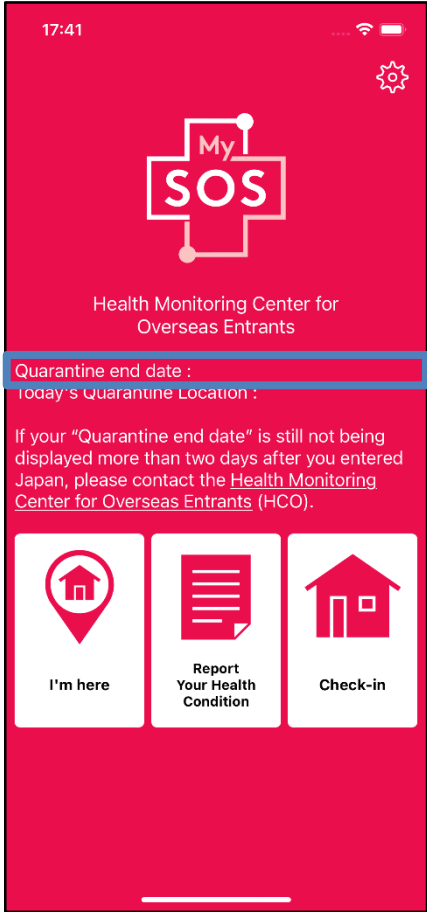 17:41
My
SOS
Health Monitoring Center for
Overseas Entrants
Quarantine end date :
Today's Quarantine Location :
If your “Quarantine end date” is still not being
displayed more than two days after you entered
Japan, please contact the Health Monitoring
Center for Overseas Entrants (HCO).
I'm here
Report
Your Health
Condition
Check-in